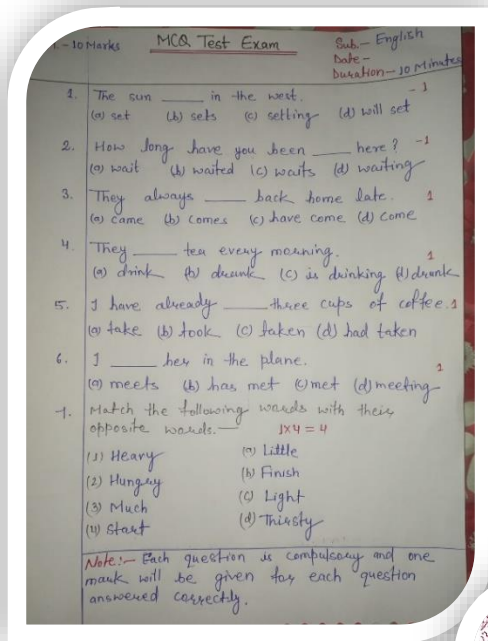 - 10 Marks
MCQ Test Exam
Sub.- English
Date-
Duration- 10 Minutes
1. The sun ____ in the west. - 1
(a) set (b) sets (c) setting (d) will set
2. How long have you been ____ here? -1
(a) wait (b) waited (c) waits (d) waiting
3. They always ____ back home late. 1
(a) came (b) comes (c) have come (d) come
4. They ____ tea every morning. 1
(a) drink (b) drunk (c) is drinking (d) drank
5. I have already ____ three cups of coffee. 1
(a) take (b) took (c) taken (d) had taken
6. I ____ her in the plane. 1
(a) meets (b) has met (c) met (d) meeting
7. Match the following words with their
opposite words.— 1x4 = 4
(1) Heavy (a) Little
(2) Hungry (b) Finish
(3) Much (c) Light
(4) Start (d) Thirsty
Note:- Each question is compulsory and one
mark will be given for each question
answered correctly.